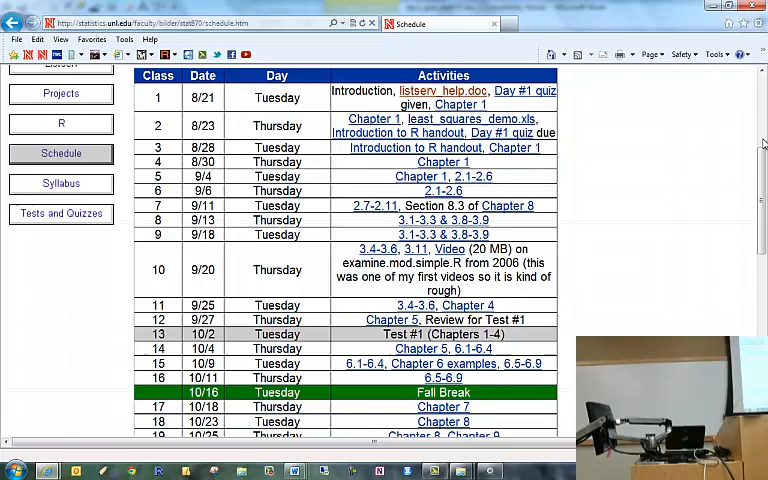 http://statistics.unl.edu/faculty/bilder/stat870/schedule.htm
Schedule
File Edit View Favorites Tools Help
Page Safety Tools
Projects
R
Schedule
Syllabus
Tests and Quizzes
Class Date Day Activities
1 8/21 Tuesday Introduction, listserv_help.doc, Day #1 quiz
given, Chapter 1
2 8/23 Thursday Chapter 1, least_squares_demo.xls,
Introduction to R handout, Day #1 quiz due
3 8/28 Tuesday Introduction to R handout, Chapter 1
4 8/30 Thursday Chapter 1
5 9/4 Tuesday Chapter 1, 2.1-2.6
6 9/6 Thursday 2.1-2.6
7 9/11 Tuesday 2.7-2.11, Section 8.3 of Chapter 8
8 9/13 Thursday 3.1-3.3 & 3.8-3.9
9 9/18 Tuesday 3.1-3.3 & 3.8-3.9
10 9/20 Thursday 3.4-3.6, 3.11, Video (20 MB) on
examine.mod.simple.R from 2006 (this
was one of my first videos so it is kind of
rough)
11 9/25 Tuesday 3.4-3.6, Chapter 4
12 9/27 Thursday Chapter 5, Review for Test #1
13 10/2 Tuesday Test #1 (Chapters 1-4)
14 10/4 Thursday Chapter 5, 6.1-6.4
15 10/9 Tuesday 6.1-6.4, Chapter 6 examples, 6.5-6.9
16 10/11 Thursday 6.5-6.9
10/16 Tuesday Fall Break
17 10/18 Thursday Chapter 7
18 10/23 Tuesday Chapter 8
19 10/25 Thursday Chapter 8, Chapter 9